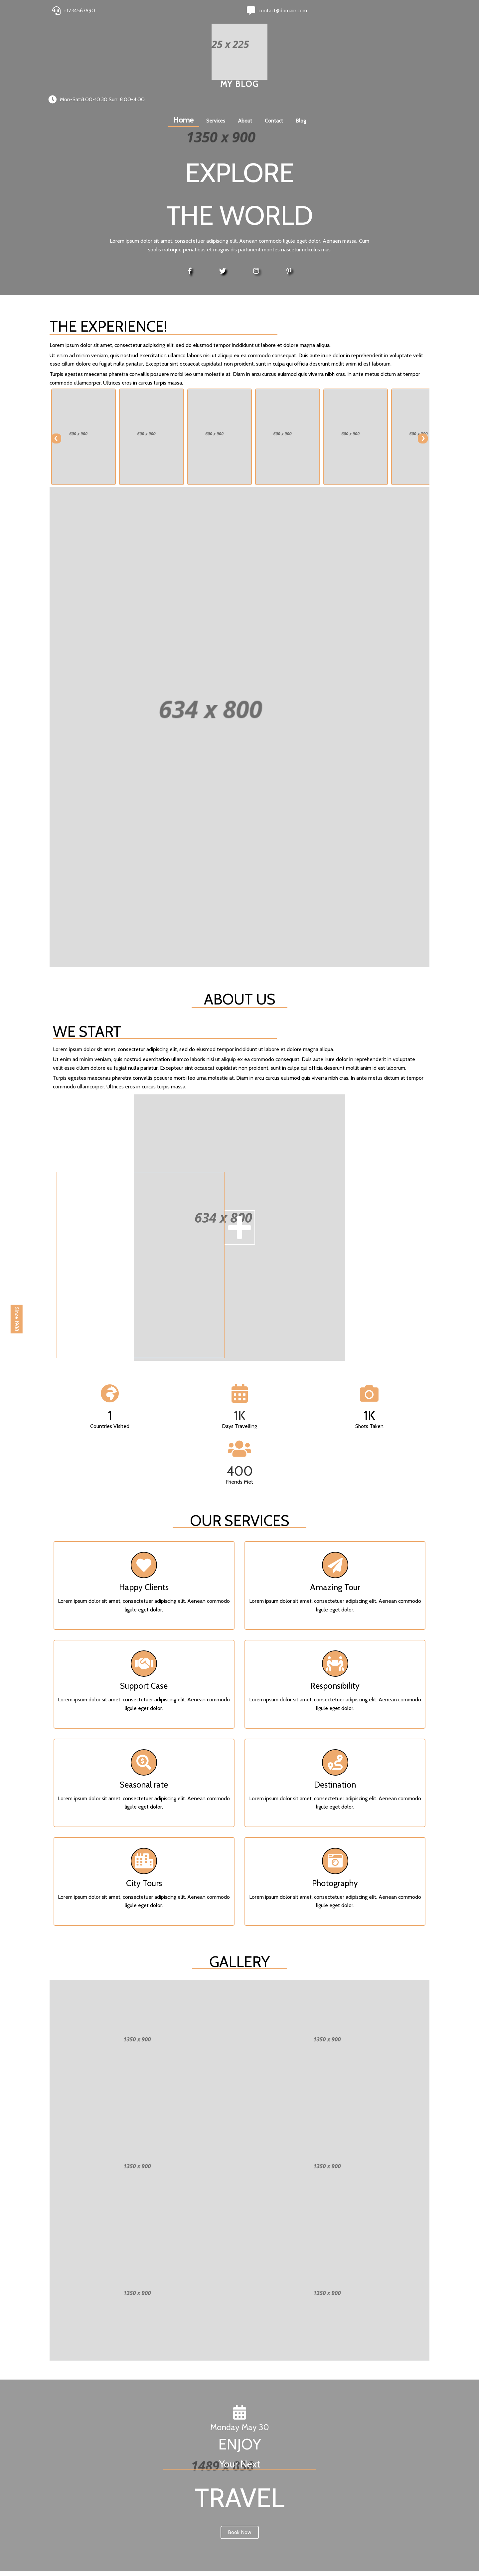 +1234567890
contact@domain.com
25 x 225
MY BLOG
Mon-Sat:8.00-10.30 Sun: 8.00-4.00
Home Services About Contact Blog
1350 x 900
EXPLORE
THE WORLD
Lorem ipsum dolor sit amet, consectetuer adipiscing elit. Aenean commodo ligule eget dolor. Aenaen massa. Cum
sociis natoque penatibus et magnis dis parturient montes nascetur ridiculus mus
THE EXPERIENCE!
Lorem ipsum dolor sit amet, consectetur adipiscing elit, sed do eiusmod tempor incididunt ut labore et dolore magna aliqua.
Ut enim ad minim veniam, quis nostrud exercitation ullamco laboris nisi ut aliquip ex ea commodo consequat. Duis aute irure dolor in reprehenderit in voluptate velit
esse cillum dolore eu fugiat nulla pariatur. Excepteur sint occaecat cupidatat non proident, sunt in culpa qui officia deserunt mollit anim id est laborum.
Turpis egestas maecenas pharetra convallis posuere morbi leo urna molestie at. Diam in arcu cursus euismod quis viverra nibh cras. In ante metus dictum at tempor
commodo ullamcorper. Ultrices eros in cursus turpis massa.
600 x 900
600 x 900
600 x 900
600 x 900
600 x 900
600 x 900
634 x 800
ABOUT US
WE START
Lorem ipsum dolor sit amet, consectetur adipiscing elit, sed do eiusmod tempor incididunt ut labore et dolore magna aliqua.
Ut enim ad minim veniam, quis nostrud exercitation ullamco laboris nisi ut aliquip ex ea commodo consequat. Duis aute irure dolor in reprehenderit in voluptate
velit esse cillum dolore eu fugiat nulla pariatur. Excepteur sint occaecat cupidatat non proident, sunt in culpa qui officia deserunt mollit anim id est laborum.
Turpis egestas maecenas pharetra convallis posuere morbi leo urna molestie at. Diam in arcu cursus euismod quis viverra nibh cras. In ante metus dictum at tempor
commodo ullamcorper. Ultrices eros in cursus turpis massa.
634 x 800
Since 1988
1
Countries Visited
1K
Days Travelling
1K
Shots Taken
400
Friends Met
OUR SERVICES
Happy Clients
Lorem ipsum dolor sit amet, consectetuer adipiscing elit. Aenean commodo
ligule eget dolor.
Amazing Tour
Lorem ipsum dolor sit amet, consectetuer adipiscing elit. Aenean commodo
ligule eget dolor.
Support Case
Lorem ipsum dolor sit amet, consectetuer adipiscing elit. Aenean commodo
ligule eget dolor.
Responsibility
Lorem ipsum dolor sit amet, consectetuer adipiscing elit. Aenean commodo
ligule eget dolor.
Seasonal rate
Lorem ipsum dolor sit amet, consectetuer adipiscing elit. Aenean commodo
ligule eget dolor.
Destination
Lorem ipsum dolor sit amet, consectetuer adipiscing elit. Aenean commodo
ligule eget dolor.
City Tours
Lorem ipsum dolor sit amet, consectetuer adipiscing elit. Aenean commodo
ligule eget dolor.
Photography
Lorem ipsum dolor sit amet, consectetuer adipiscing elit. Aenean commodo
ligule eget dolor.
GALLERY
1350 x 900
1350 x 900
1350 x 900
1350 x 900
1350 x 900
1350 x 900
Monday May 30
ENJOY
Your Next
TRAVEL
Book Now